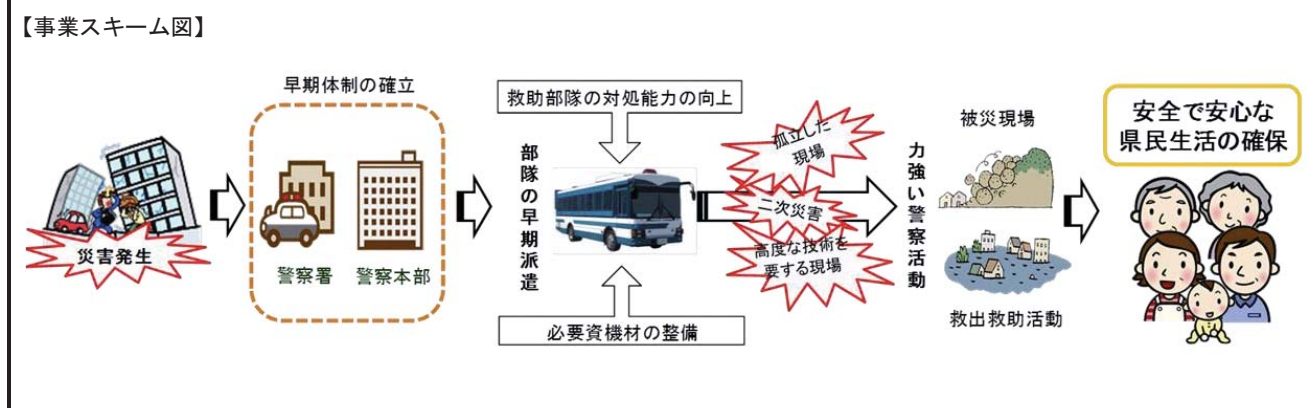 【事業スキーム図】
災害発生
早期体制の確立
警察署
警察本部
救助部隊の対処能力の向上
部隊の早期派遣
必要資機材の整備
孤立した
現場
二次災害
高度な技術を
要する現場
力強い警察活動
被災現場
救出救助活動
安全で安心な
県民生活の確保